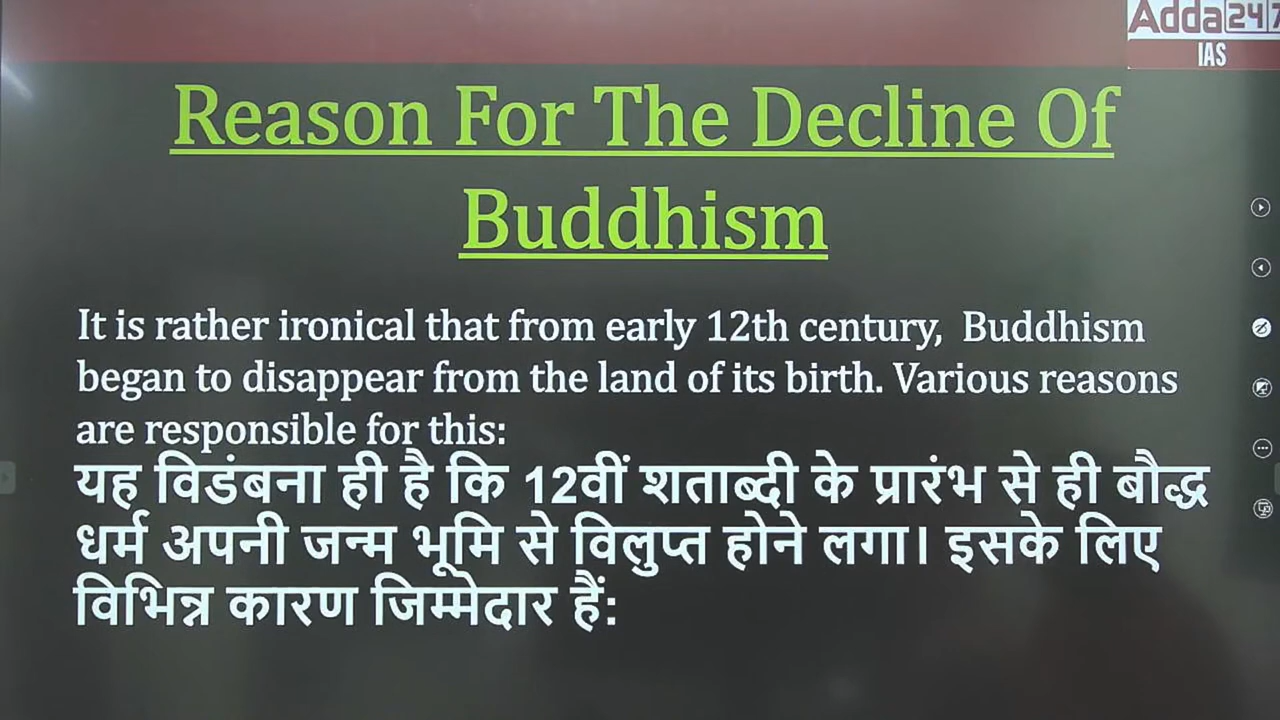 Adda247
IAS
Reason For The Decline Of
Buddhism
It is rather ironical that from early 12th century, Buddhism
began to disappear from the land of its birth. Various reasons
are responsible for this:
यह विडंबना ही है कि 12वीं शताब्दी के प्रारंभ से ही बौद्ध
धर्म अपनी जन्म भूमि से विलुप्त होने लगा। इसके लिए
विभिन्न कारण जिम्मेदार हैं: